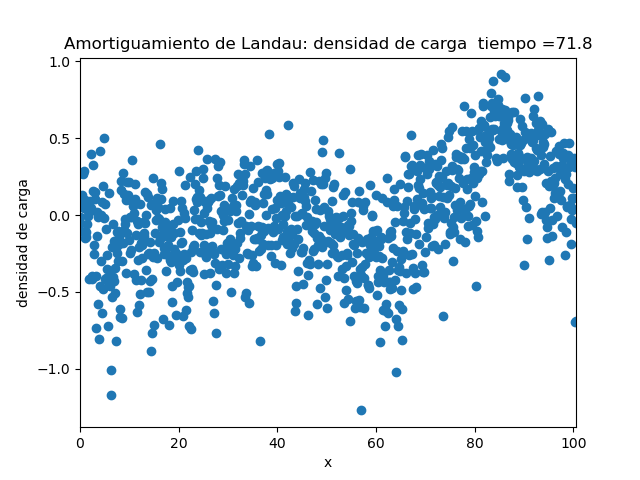 Amortiguamiento de Landau: densidad de carga  tiempo =71.8
1.0
0.5
0.0
−0.5
−1.0
densidad de carga
0 20 40 60 80 100
x